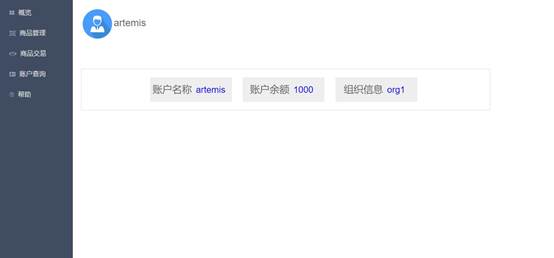 概览
商品管理
商品交易
账户查询
帮助
artemis
账户名称 artemis 账户余额 1000 组织信息 org1